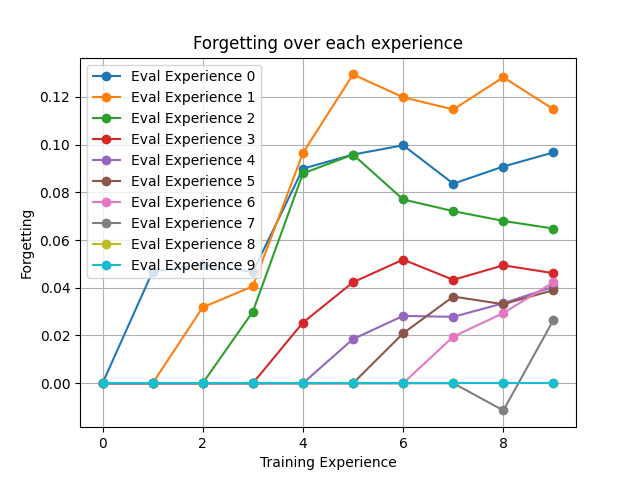 Forgetting over each experience
Eval Experience 0
Eval Experience 1
Eval Experience 2
Eval Experience 3
Eval Experience 4
Eval Experience 5
Eval Experience 6
Eval Experience 7
Eval Experience 8
Eval Experience 9
0.12
0.10
0.08
0.06
0.04
0.02
0.00
Forgetting
0 2 4 6 8
Training Experience